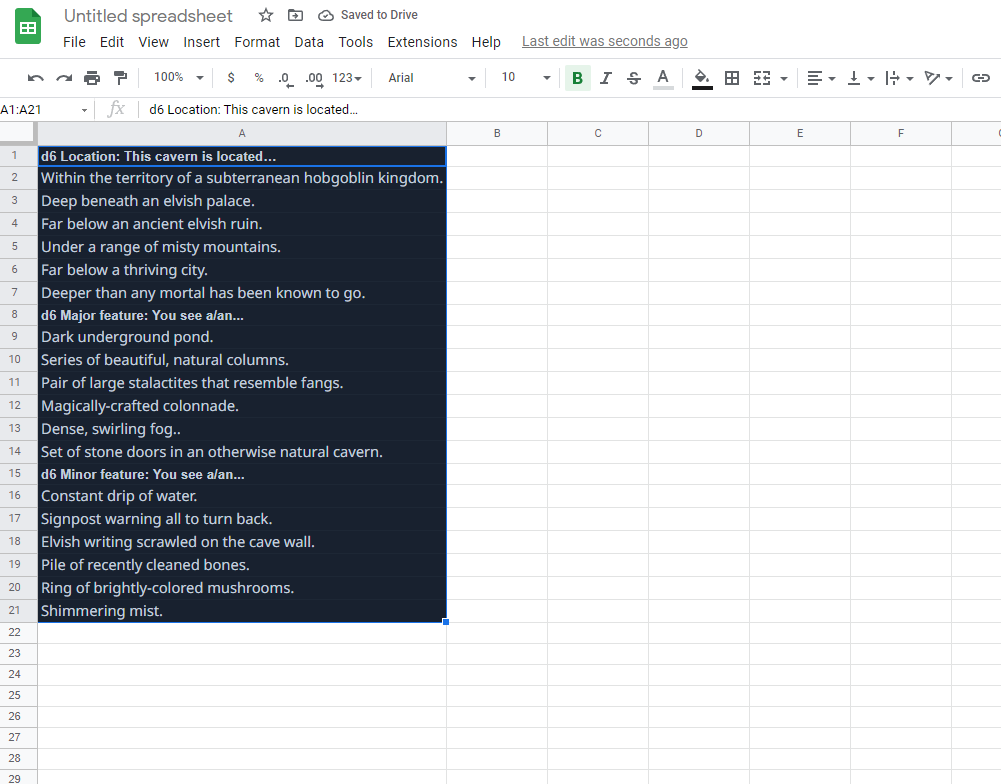 Untitled spreadsheet Saved to Drive
File Edit View Insert Format Data Tools Extensions Help Last edit was seconds ago
100% $ % .0 .00 123 Arial 10 B I S A
A1:A21 fx d6 Location: This cavern is located...
A B C D E F
1 d6 Location: This cavern is located...
2 Within the territory of a subterranean hobgoblin kingdom.
3 Deep beneath an elvish palace.
4 Far below an ancient elvish ruin.
5 Under a range of misty mountains.
6 Far below a thriving city.
7 Deeper than any mortal has been known to go.
8 d6 Major feature: You see a/an...
9 Dark underground pond.
10 Series of beautiful, natural columns.
11 Pair of large stalactites that resemble fangs.
12 Magically-crafted colonnade.
13 Dense, swirling fog..
14 Set of stone doors in an otherwise natural cavern.
15 d6 Minor feature: You see a/an...
16 Constant drip of water.
17 Signpost warning all to turn back.
18 Elvish writing scrawled on the cave wall.
19 Pile of recently cleaned bones.
20 Ring of brightly-colored mushrooms.
21 Shimmering mist.
22
23
24
25
26
27
28
29